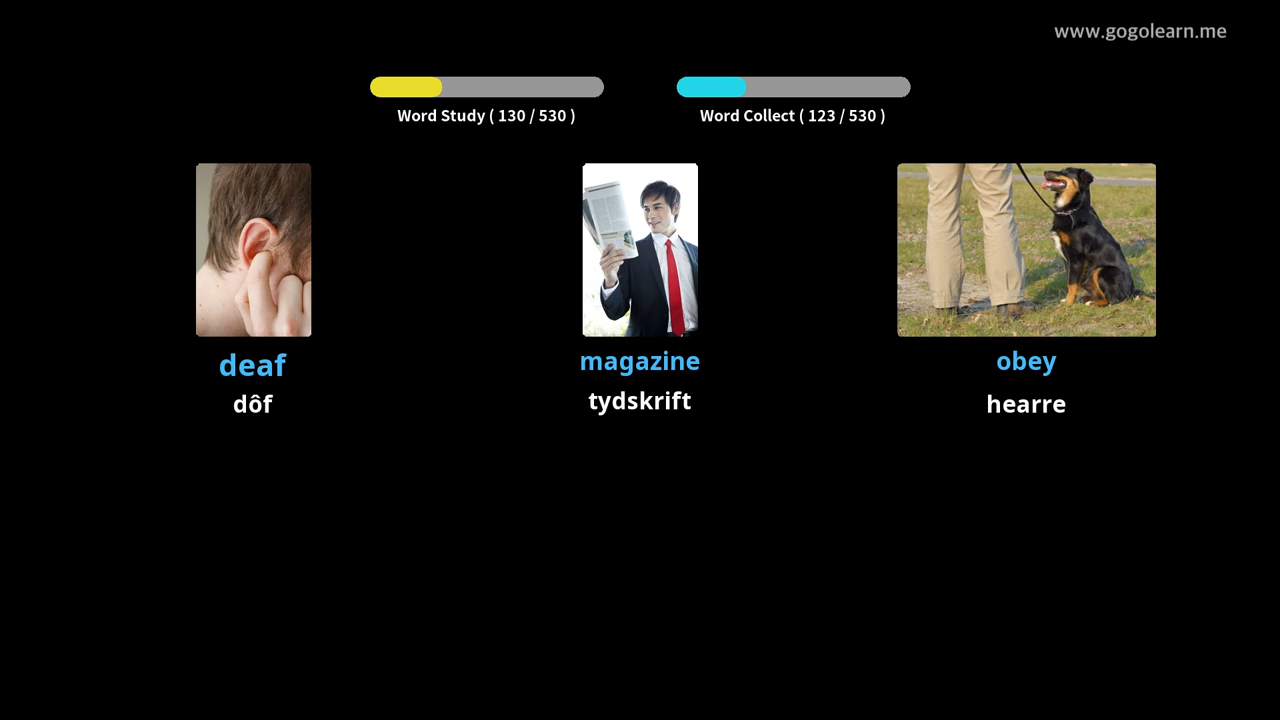 www.gogolearn.me
Word Study ( 130 / 530 )
Word Collect ( 123 / 530 )
deaf
dôf
magazine
tydskrift
obey
hearre